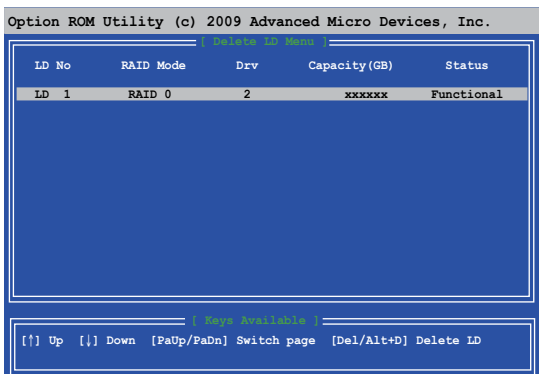 Option ROM Utility (c) 2009 Advanced Micro Devices, Inc.
[ Delete LD Menu ]
LD No RAID Mode Drv Capacity(GB) Status
LD 1 RAID 0 2 xxxxxx Functional
[ Keys Available ]
[↑] Up [↓] Down [PaUp/PaDn] Switch page [Del/Alt+D] Delete LD